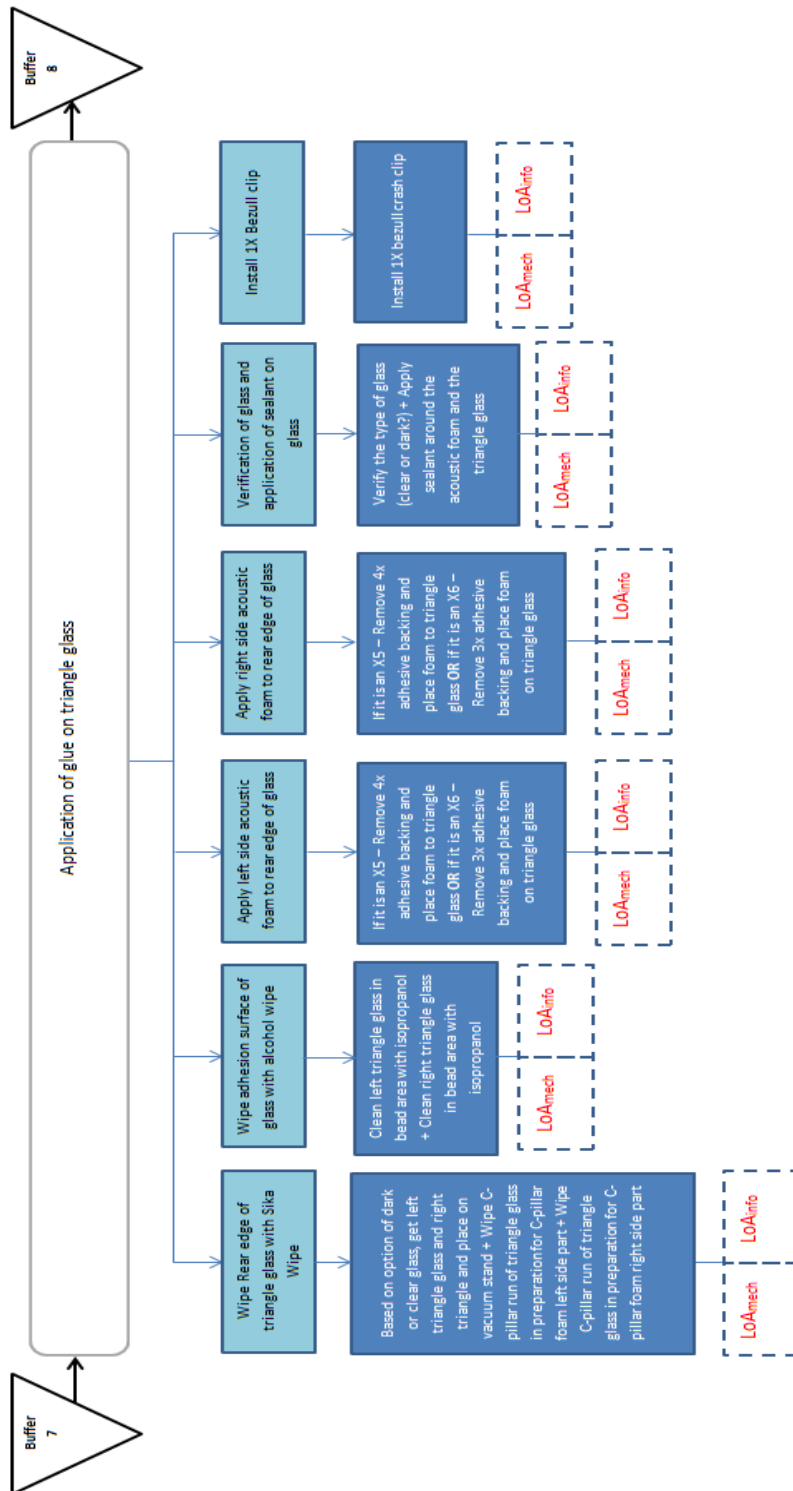 Buffer
7
Application of glue on triangle glass
Buffer
8
Wipe Rear edge of
triangle glass with Sika
Wipe
Wipe adhesion surface of
glass with alcohol wipe
Apply left side acoustic
foam to rear edge of glass
Apply right side acoustic
foam to rear edge of glass
Verification of glass and
application of sealant on
glass
Install 1X Bezull clip
Based on option of dark
or clear glass, get left
triangle glass and right
triangle and place on
vacuum stand + Wipe C-
pillar run of triangle glass
in preparation for C-pillar
foam left side part + Wipe
C-pillar run of triangle
glass in preparation for C-
pillar foam right side part
Clean left triangle glass in
bead area with isopropanol
+ Clean right triangle glass
in bead area with
isopropanol
If it is an X5 – Remove 4x
adhesive backing and
place foam to triangle
glass OR if it is an X6 –
Remove 3x adhesive
backing and place foam
on triangle glass
If it is an X5 – Remove 4x
adhesive backing and
place foam to triangle
glass OR if it is an X6 –
Remove 3x adhesive
backing and place foam
on triangle glass
Verify the type of glass
(clear or dark?) + Apply
sealant around the
acoustic foam and the
triangle glass
Install 1X bezull crash clip
LoAmech
LoAinfo
LoAmech
LoAinfo
LoAmech
LoAinfo
LoAmech
LoAinfo
LoAmech
LoAinfo
LoAmech
LoAinfo